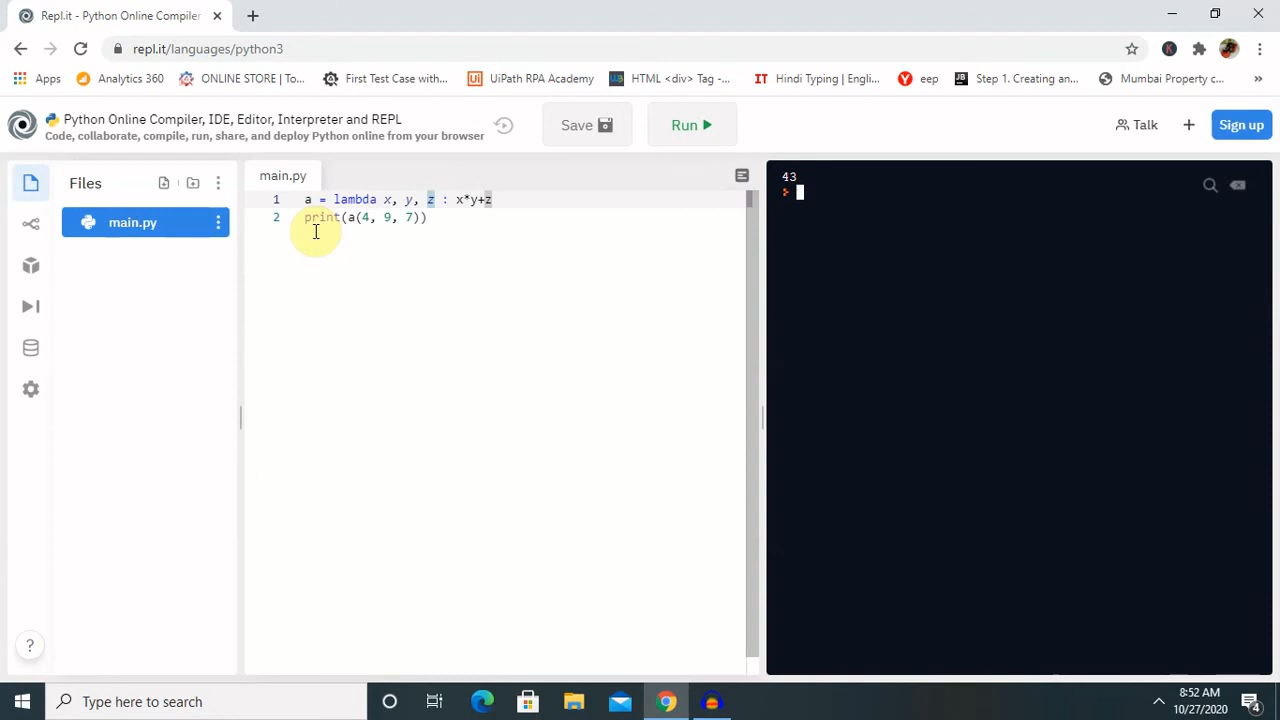 Repl.it - Python Online Compiler
repl.it/languages/python3
K
Apps Analytics 360 ONLINE STORE | To... First Test Case with... Ui UiPath RPA Academy HTML <div> Tag -... IT Hindi Typing | Engli... Y eep JB Step 1. Creating an... Mumbai Property c... »
Python Online Compiler, IDE, Editor, Interpreter and REPL
Code, collaborate, compile, run, share, and deploy Python online from your browser
Save
Run
Talk
Sign up
Files
main.py
main.py
1 a = lambda x, y, z : x*y+z
2 print(a(4, 9, 7))
43
?
Type here to search
8:52 AM
10/27/2020
4